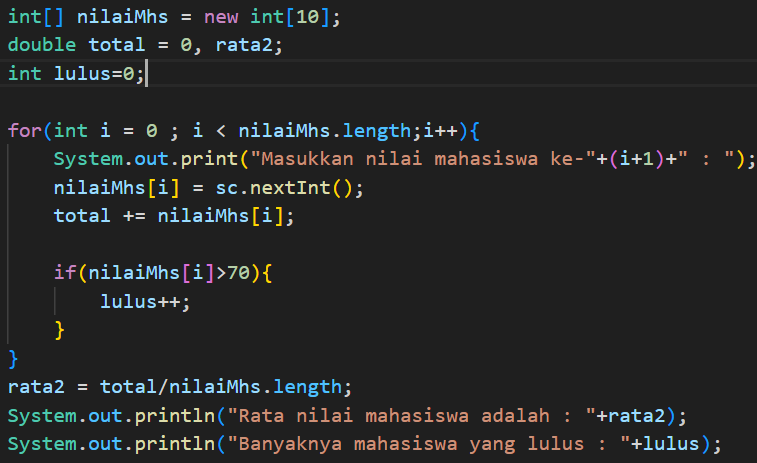 int[] nilaiMhs = new int[10];
double total = 0, rata2;
int lulus=0;
for(int i = 0 ; i < nilaiMhs.length;i++){
System.out.print("Masukkan nilai mahasiswa ke-"+(i+1)+" : ");
nilaiMhs[i] = sc.nextInt();
total += nilaiMhs[i];
if(nilaiMhs[i]>70){
lulus++;
}
}
rata2 = total/nilaiMhs.length;
System.out.println("Rata nilai mahasiswa adalah : "+rata2);
System.out.println("Banyaknya mahasiswa yang lulus : "+lulus);